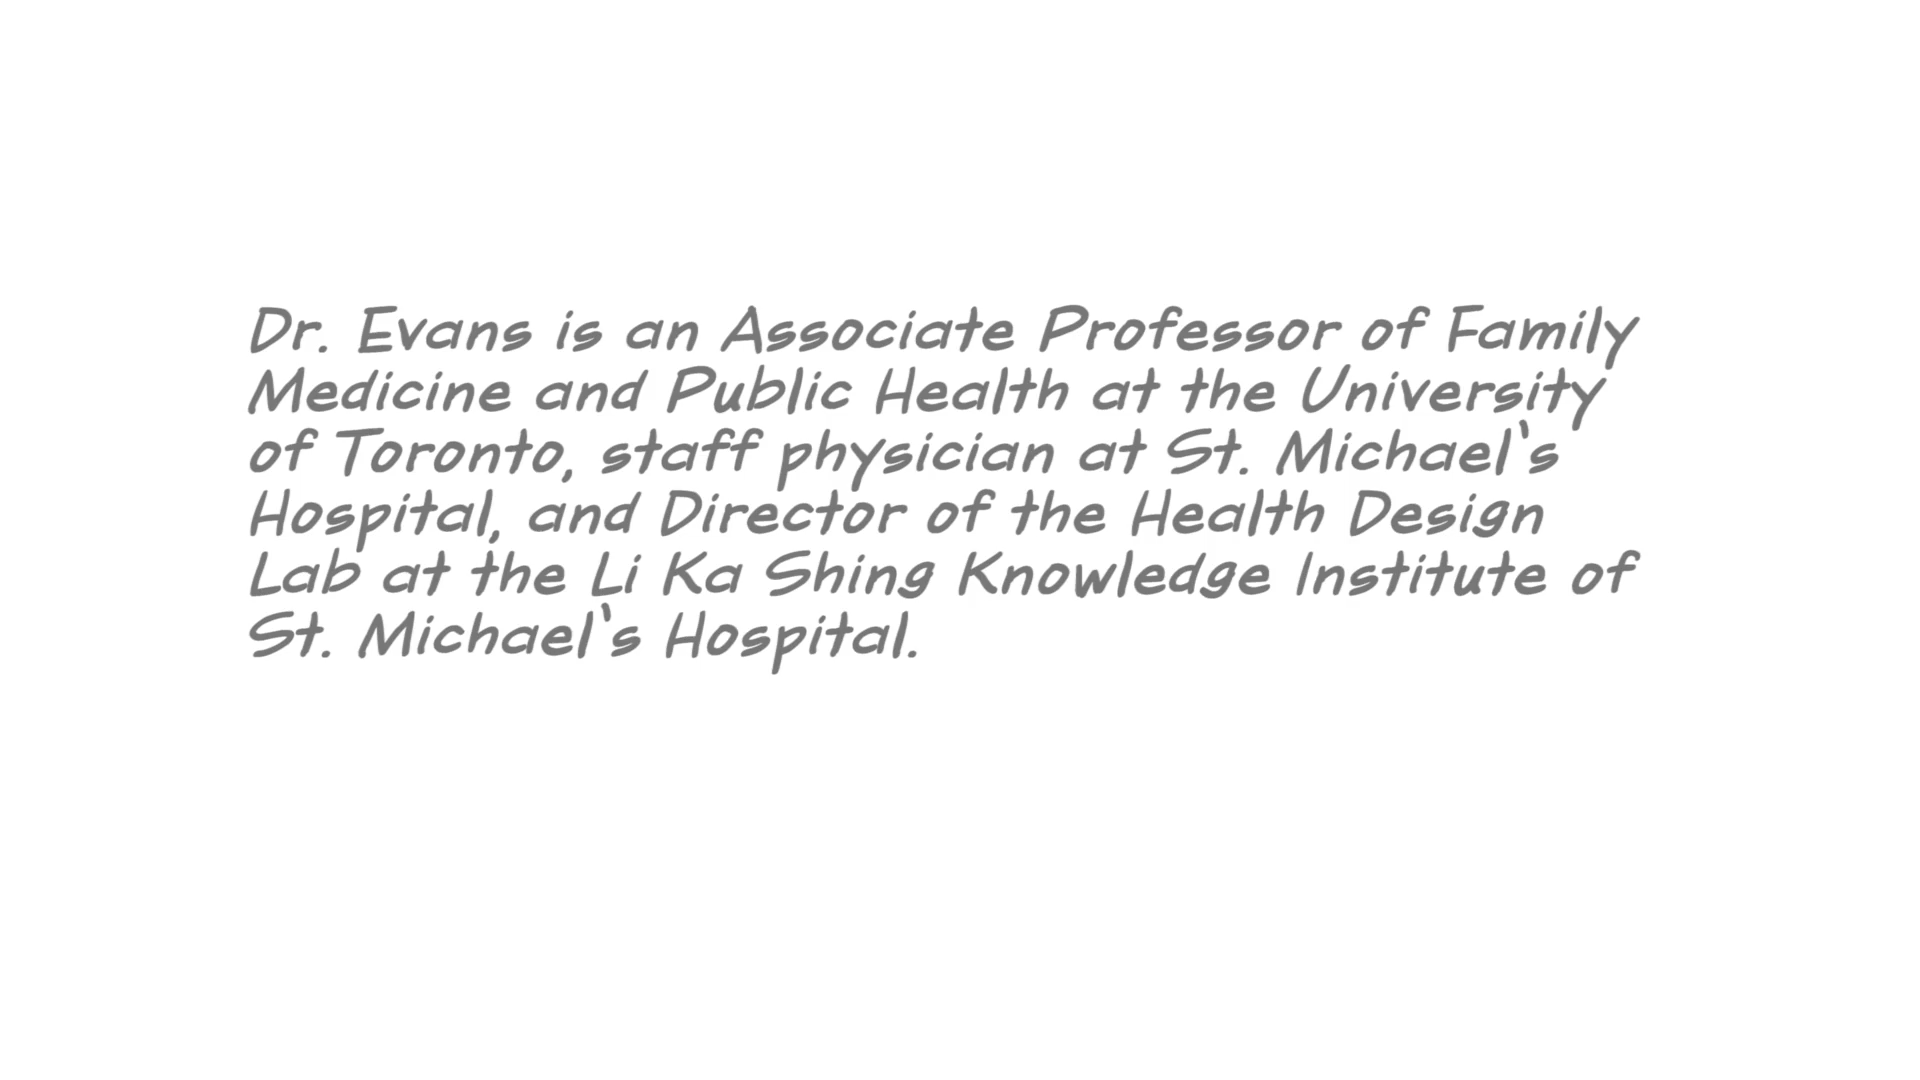 Dr. Evans is an Associate Professor of Family
Medicine and Public Health at the University
of Toronto, staff physician at St. Michael's
Hospital, and Director of the Health Design
Lab at the Li Ka Shing Knowledge Institute of
St. Michael's Hospital.